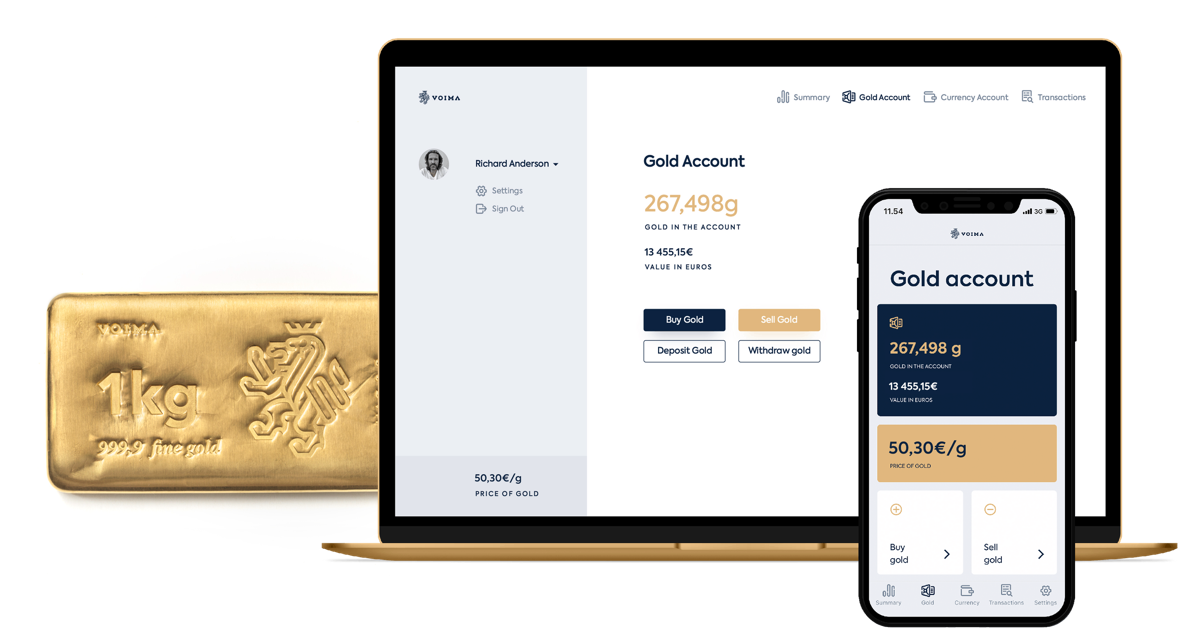 VOIMA
1kg
999,9 fine gold
VOIMA
Summary
Gold Account
Currency Account
Transactions
Richard Anderson
Settings
Sign Out
Gold Account
267,498g
GOLD IN THE ACCOUNT
13 455,15€
VALUE IN EUROS
Buy Gold
Sell Gold
Deposit Gold
Withdraw gold
50,30€/g
PRICE OF GOLD
11.54
3G
VOIMA
Gold account
267,498 g
GOLD IN THE ACCOUNT
13 455,15€
VALUE IN EUROS
50,30€/g
PRICE OF GOLD
Buy
gold
Sell
gold
Summary
Gold
Currency
Transactions
Settings